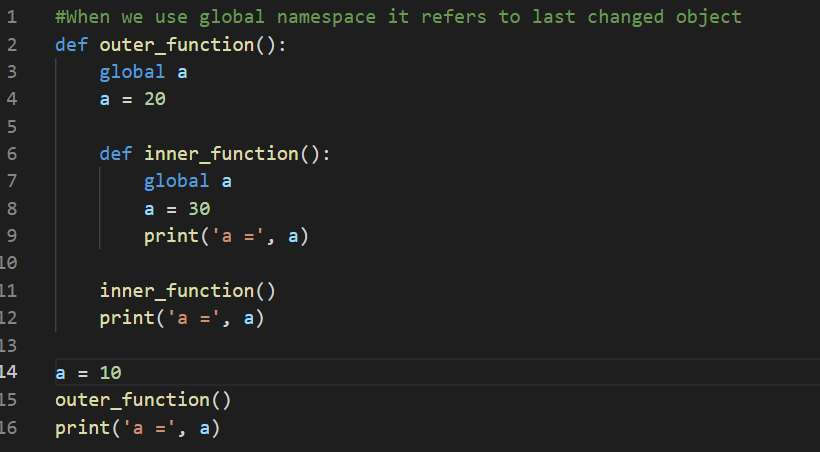 1 #When we use global namespace it refers to last changed object
2 def outer_function():
3     global a
4     a = 20
5
6     def inner_function():
7         global a
8         a = 30
9         print('a =', a)
10
11     inner_function()
12     print('a =', a)
13
14 a = 10
15 outer_function()
16 print('a =', a)